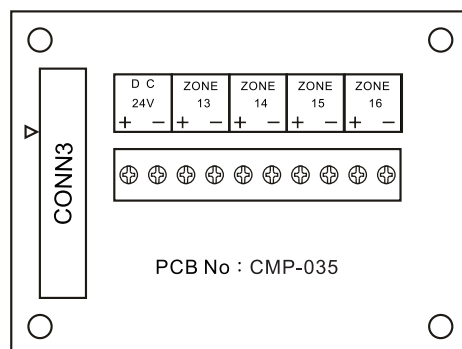 D C ZONE ZONE ZONE ZONE
24V 13 14 15 16
+ − + − + − + − + −
CONN3
PCB No : CMP-035